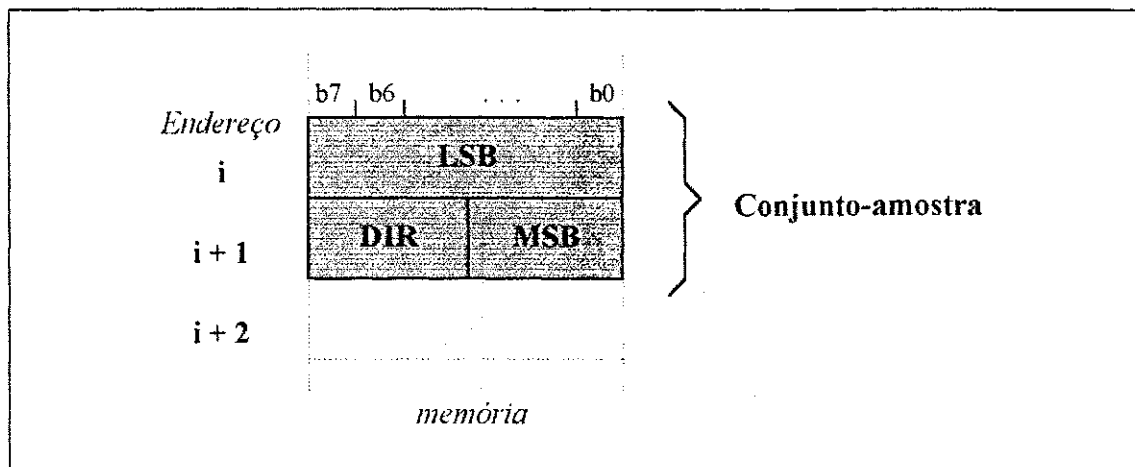 b7 b6 . . . b0
Endereço
i
LSB
Conjunto-amostra
i + 1
DIR
MSB
i + 2
memória